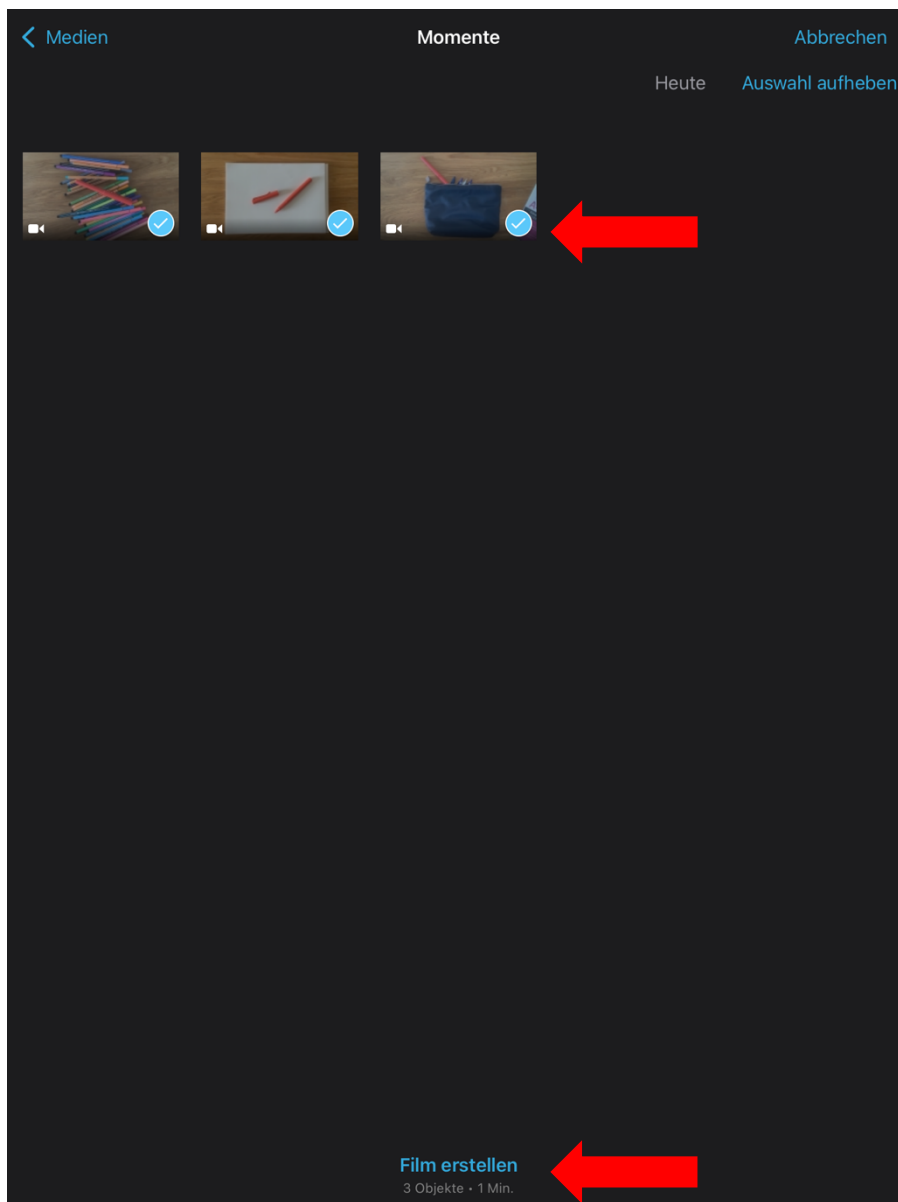 Medien
Momente
Abbrechen
Heute
Auswahl aufheben
Film erstellen
3 Objekte • 1 Min.